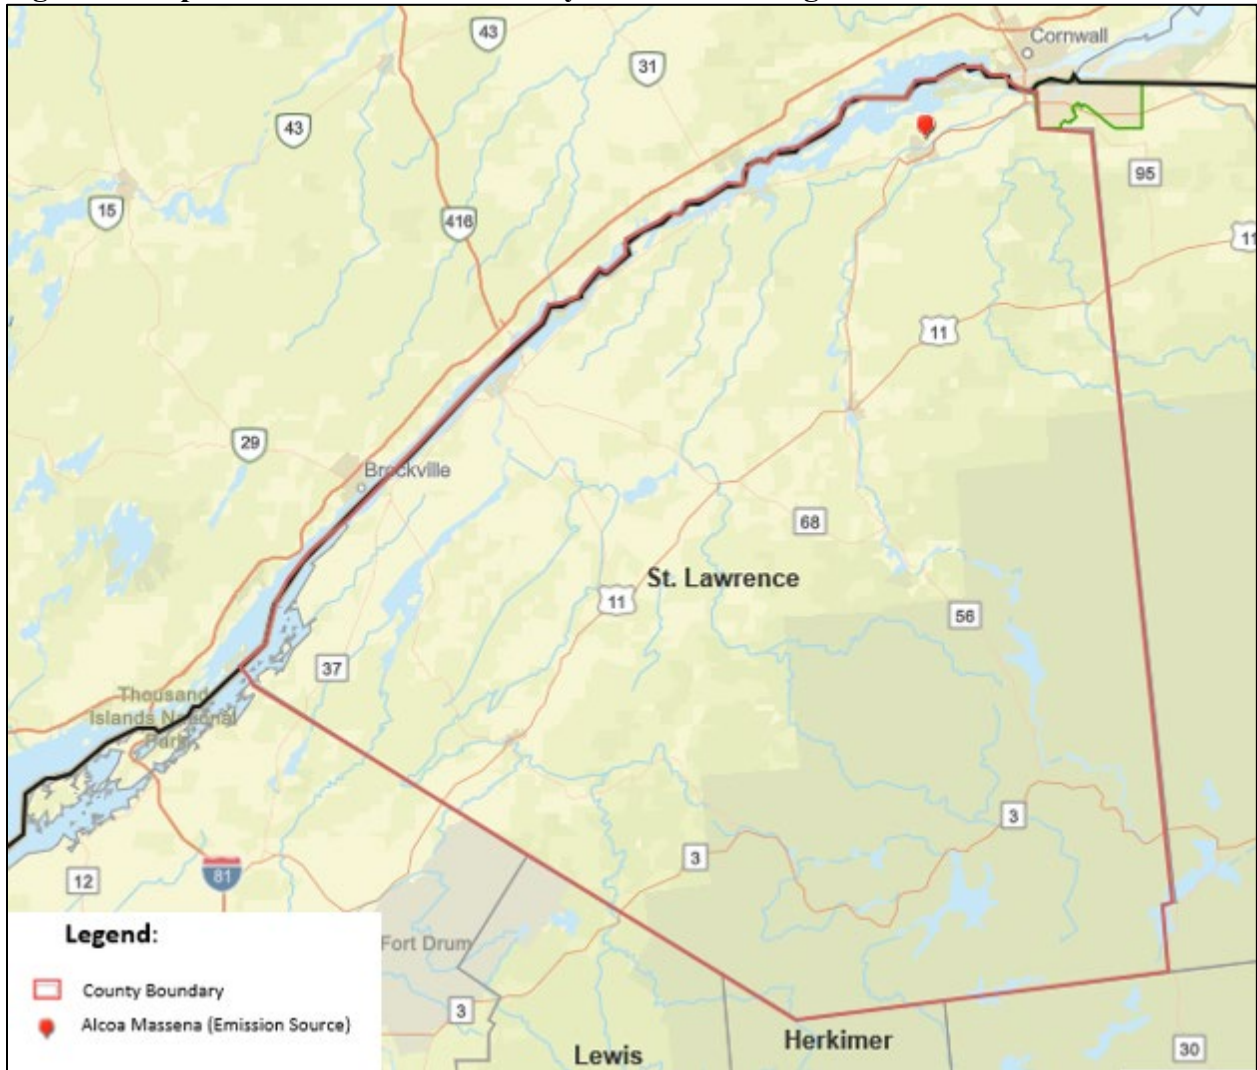 43
Cornwall
31
43
95
15
416
11
11
29
Brockville
68
St. Lawrence
11
56
37
Thousand
Islands National
Park
3
3
12
81
Legend:
Fort Drum
County Boundary
3
Alcoa Massena (Emission Source)
Herkimer
Lewis
30